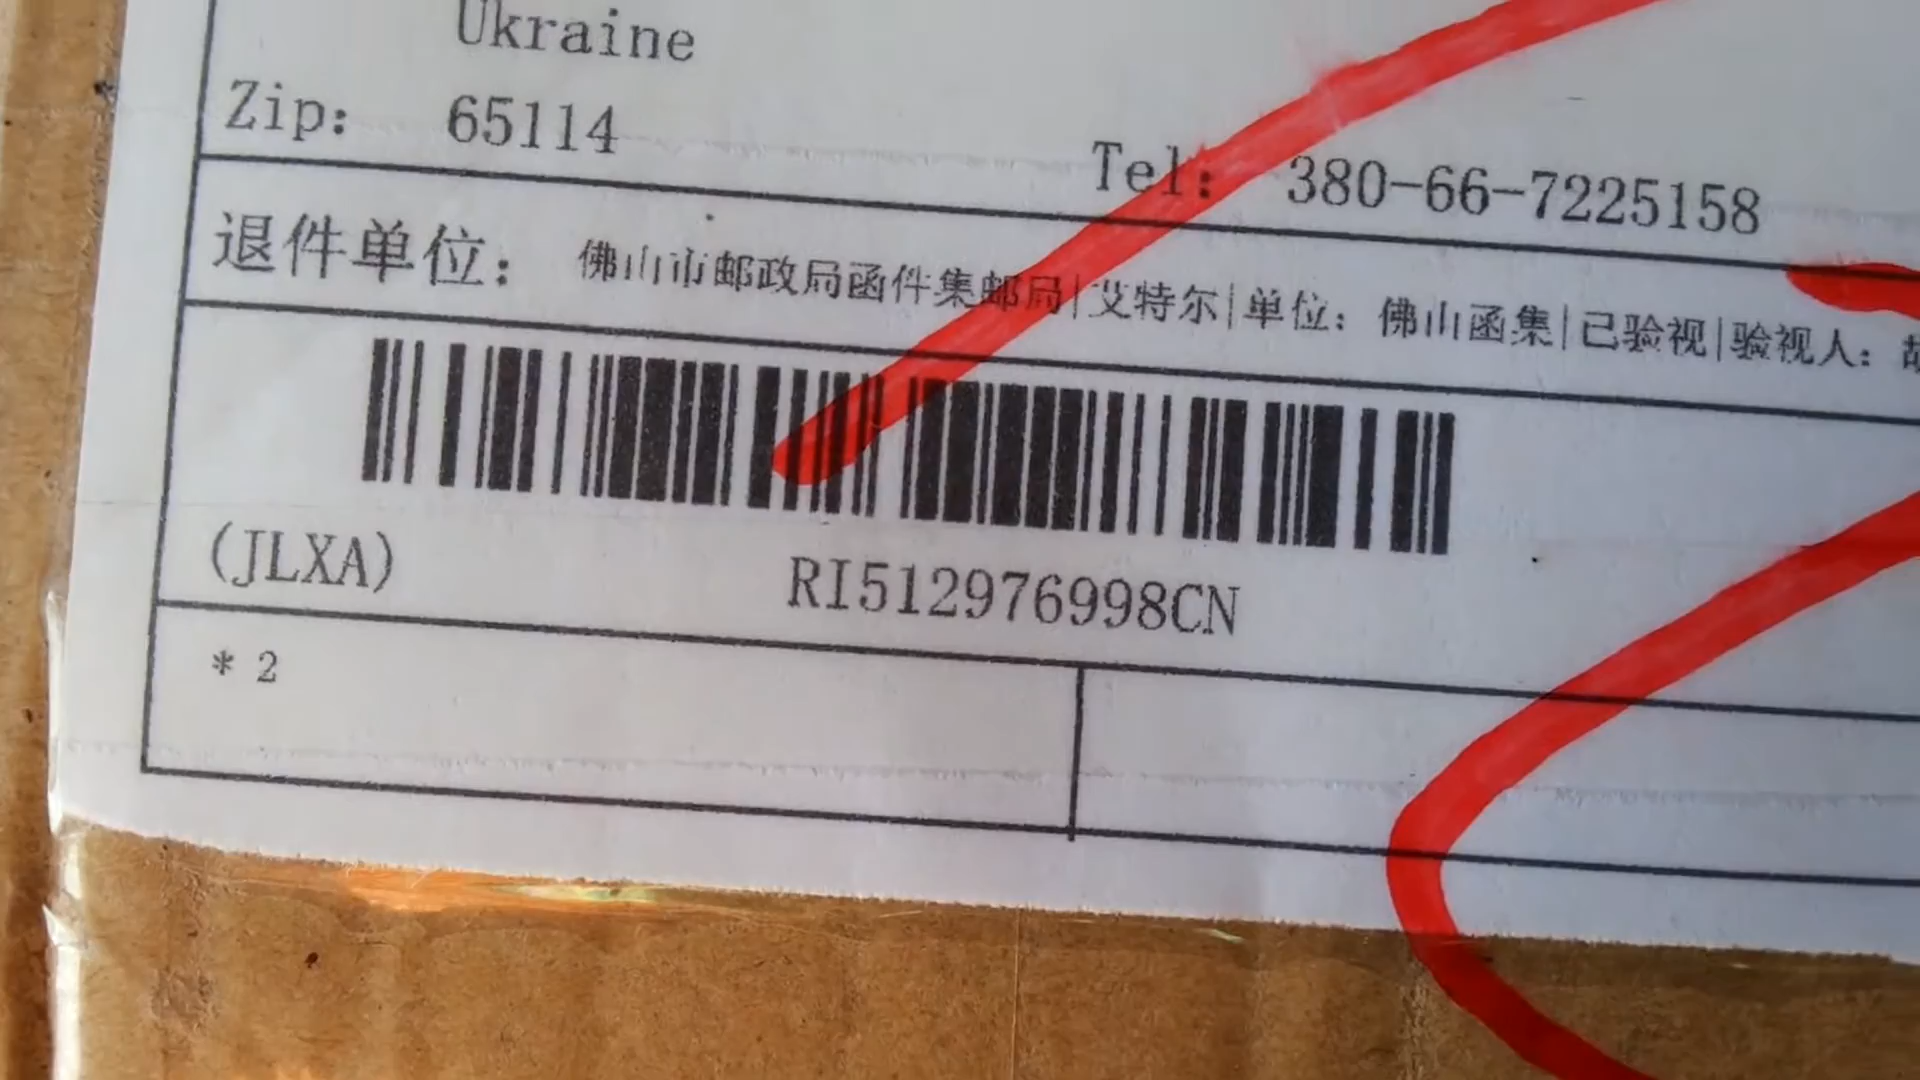 Ukraine
Zip: 65114
Tel: 380-66-7225158
退件单位: 佛山市邮政局函件集邮局|艾特尔|单位: 佛山函集|已验视|验视人:
(JLXA) RI512976998CN
* 2